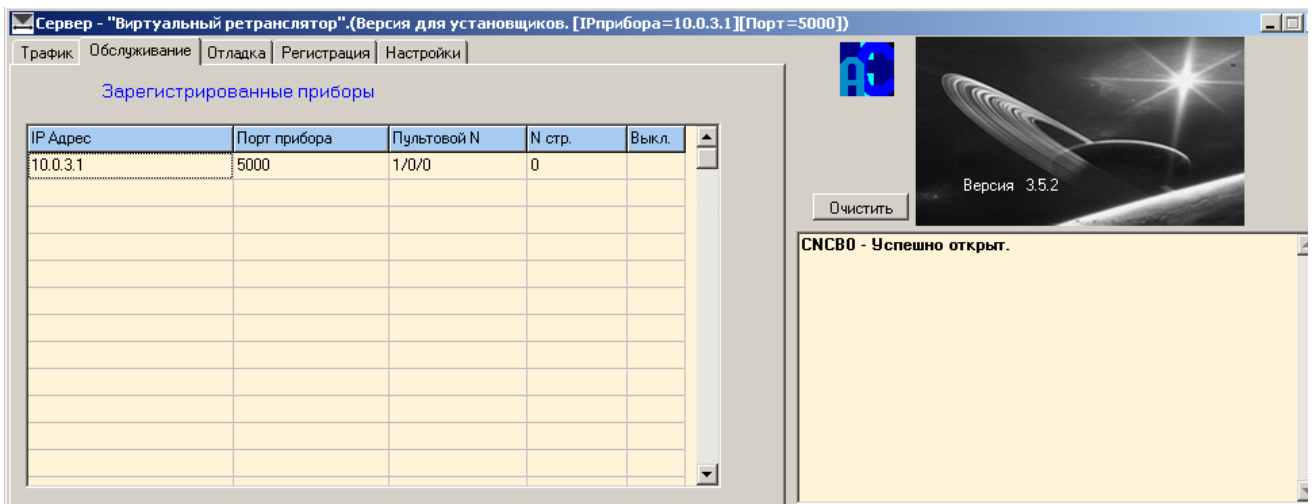 Сервер - "Виртуальный ретранслятор".(Версия для установщиков. [IPприбора=10.0.3.1][Порт=5000])
Трафик Обслуживание Отладка Регистрация Настройки
Зарегистрированные приборы
IP Адрес Порт прибора Пультовой N N стр. Выкл.
10.0.3.1 5000 1/0/0 0
АС
Версия 3.5.2
Очистить
CNCB0 - Успешно открыт.